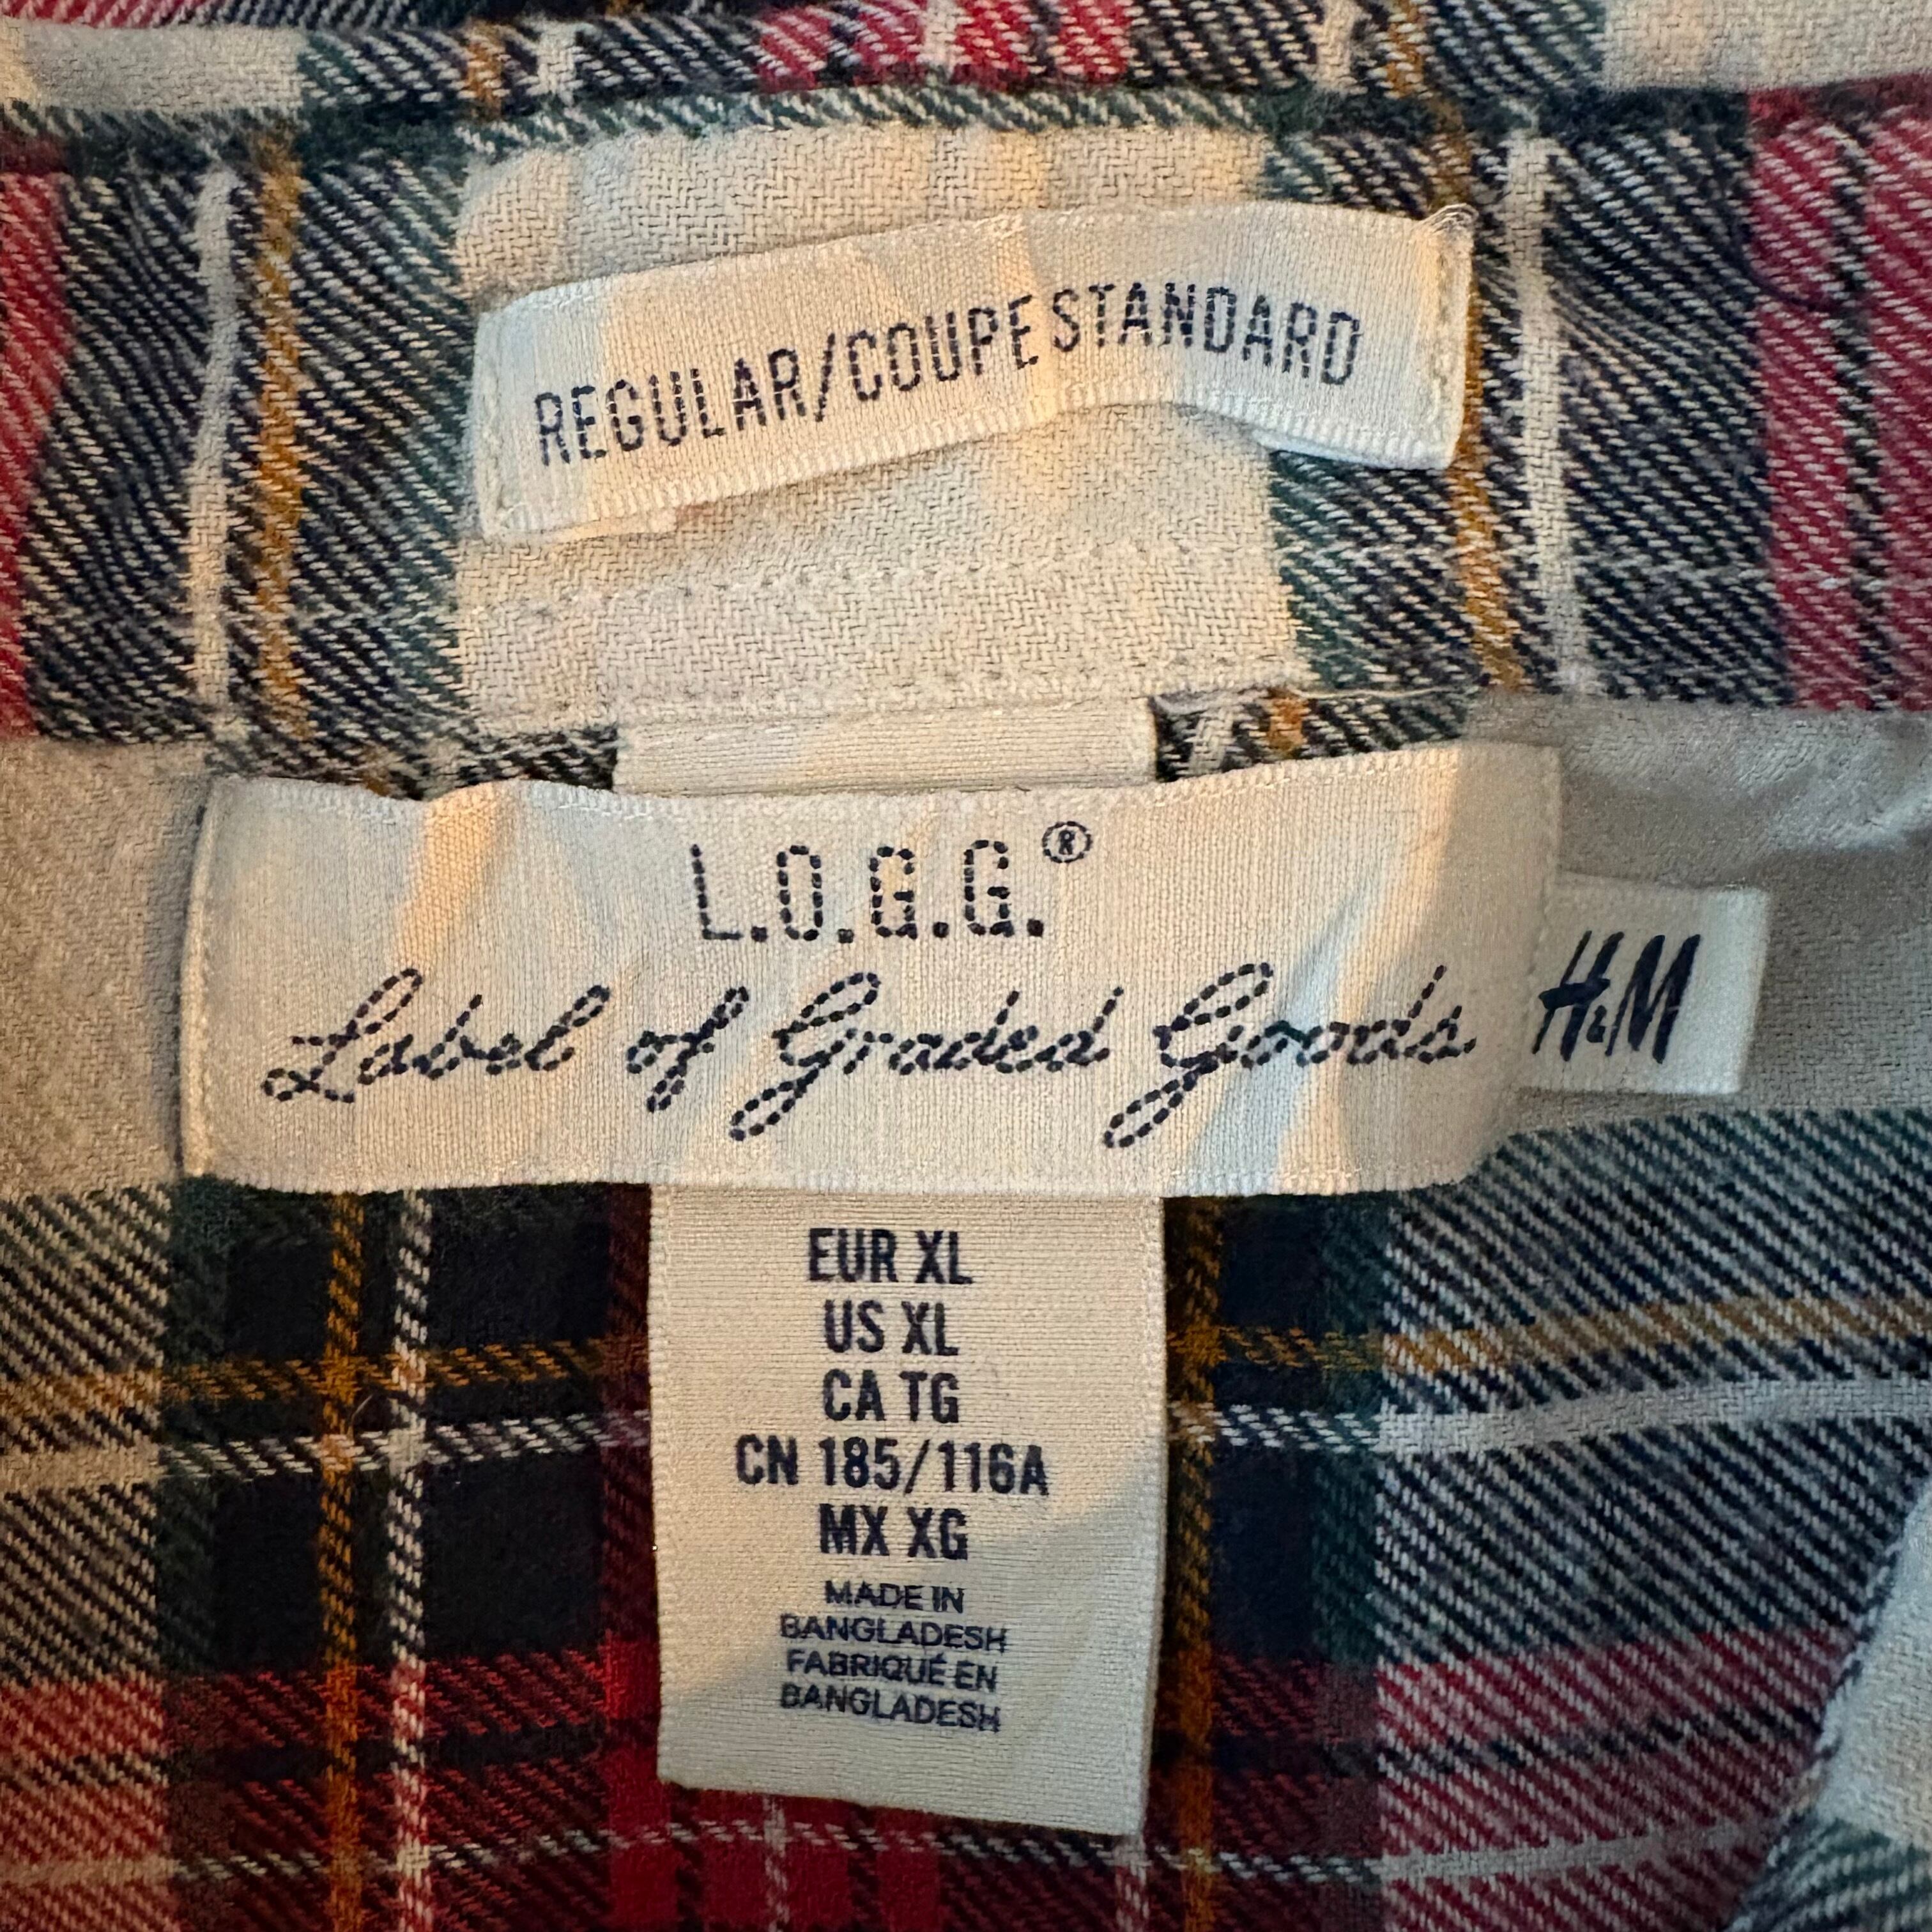 REGULAR/COUPE STANDARD
L.O.G.G.®
Label of Graded Goods
H&M
EUR XL
US XL
CA TG
CN 185/116A
MX XG
MADE IN
BANGLADESH
FABRIQUÉ EN
BANGLADESH